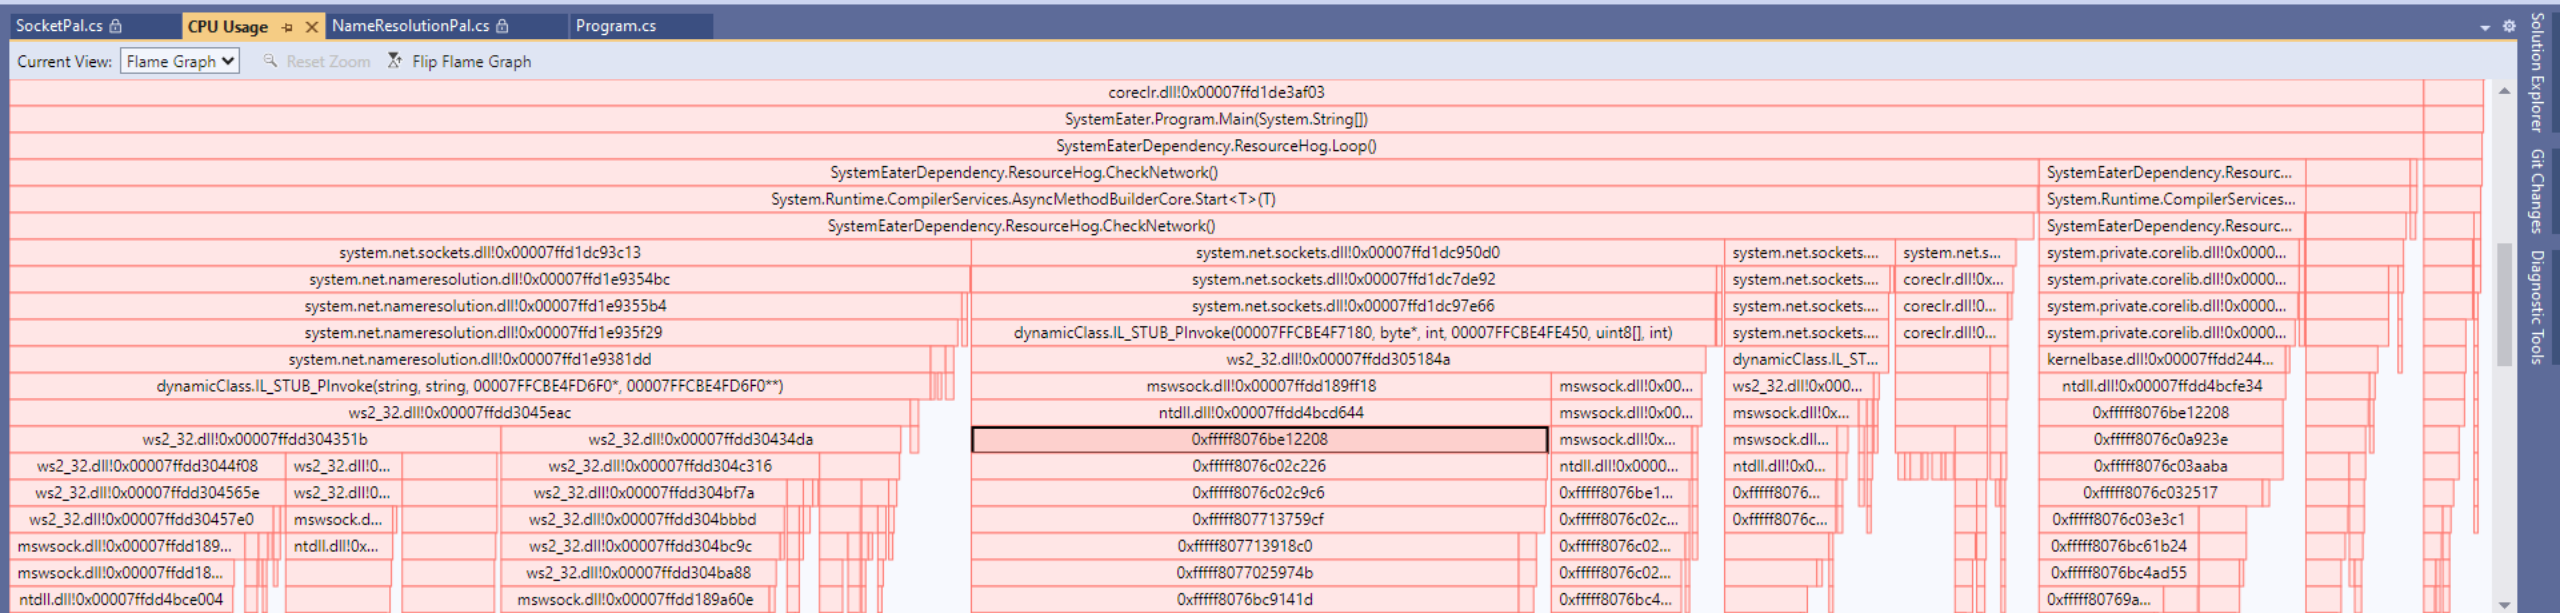 SocketPal.cs CPU Usage NameResolutionPal.cs Program.cs
Current View: Flame Graph Reset Zoom Flip Flame Graph
coreclr.dll!0x00007ffd1de3af03
SystemEater.Program.Main(System.String[])
SystemEaterDependency.ResourceHog.Loop()
SystemEaterDependency.ResourceHog.CheckNetwork() SystemEaterDependency.Resourc...
System.Runtime.CompilerServices.AsyncMethodBuilderCore.Start<T>(T) System.Runtime.CompilerServices...
SystemEaterDependency.ResourceHog.CheckNetwork() SystemEaterDependency.Resourc...
system.net.sockets.dll!0x00007ffd1dc93c13 system.net.sockets.dll!0x00007ffd1dc950d0 system.net.sockets.... system.net.s... system.private.corelib.dll!0x0000...
system.net.nameresolution.dll!0x00007ffd1e9354bc system.net.sockets.dll!0x00007ffd1dc7de92 system.net.sockets.... coreclr.dll!0x... system.private.corelib.dll!0x0000...
system.net.nameresolution.dll!0x00007ffd1e9355b4 system.net.sockets.dll!0x00007ffd1dc97e66 system.net.sockets.... coreclr.dll!0... system.private.corelib.dll!0x0000...
system.net.nameresolution.dll!0x00007ffd1e935f29 dynamicClass.IL_STUB_PInvoke(00007FFCBE4F7180, byte*, int, 00007FFCBE4FE450, uint8[], int) system.net.sockets.... coreclr.dll!0... system.private.corelib.dll!0x0000...
system.net.nameresolution.dll!0x00007ffd1e9381dd ws2_32.dll!0x00007ffdd305184a dynamicClass.IL_ST... kernelbase.dll!0x00007ffdd244...
dynamicClass.IL_STUB_PInvoke(string, string, 00007FFCBE4FD6F0*, 00007FFCBE4FD6F0**) mswsock.dll!0x00007ffdd189ff18 mswsock.dll!0x00... ws2_32.dll!0x000... ntdll.dll!0x00007ffdd4bcfe34
ws2_32.dll!0x00007ffdd3045eac ntdll.dll!0x00007ffdd4bcd644 mswsock.dll!0x00... mswsock.dll!0x... 0xfffff8076be12208
ws2_32.dll!0x00007ffdd304351b ws2_32.dll!0x00007ffdd30434da 0xfffff8076be12208 mswsock.dll!0x... mswsock.dll... 0xfffff8076c0a923e
ws2_32.dll!0x00007ffdd3044f08 ws2_32.dll!0... ws2_32.dll!0x00007ffdd304c316 0xfffff8076c02c226 ntdll.dll!0x0000... ntdll.dll!0x0... 0xfffff8076c03aaba
ws2_32.dll!0x00007ffdd304565e ws2_32.dll!0... ws2_32.dll!0x00007ffdd304bf7a 0xfffff8076c02c9c6 0xfffff8076be1... 0xfffff8076... 0xfffff8076c032517
ws2_32.dll!0x00007ffdd30457e0 mswsock.d... ws2_32.dll!0x00007ffdd304bbbd 0xfffff807713759cf 0xfffff8076c02c... 0xfffff8076c... 0xfffff8076c03e3c1
mswsock.dll!0x00007ffdd189... ntdll.dll!0x... ws2_32.dll!0x00007ffdd304bc9c 0xfffff807713918c0 0xfffff8076c02... 0xfffff8076bc61b24
mswsock.dll!0x00007ffdd18... ws2_32.dll!0x00007ffdd304ba88 0xfffff8077025974b 0xfffff8076c02... 0xfffff8076bc4ad55
ntdll.dll!0x00007ffdd4bce004 mswsock.dll!0x00007ffdd189a60e 0xfffff8076bc9141d 0xfffff8076bc4... 0xfffff80769a...
Solution Explorer
Git Changes
Diagnostic Tools